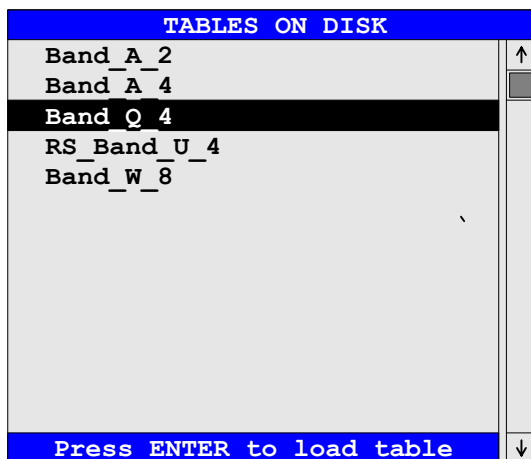 TABLES ON DISK
Band_A_2
Band_A_4
Band_Q_4
RS_Band_U_4
Band_W_8
Press ENTER to load table